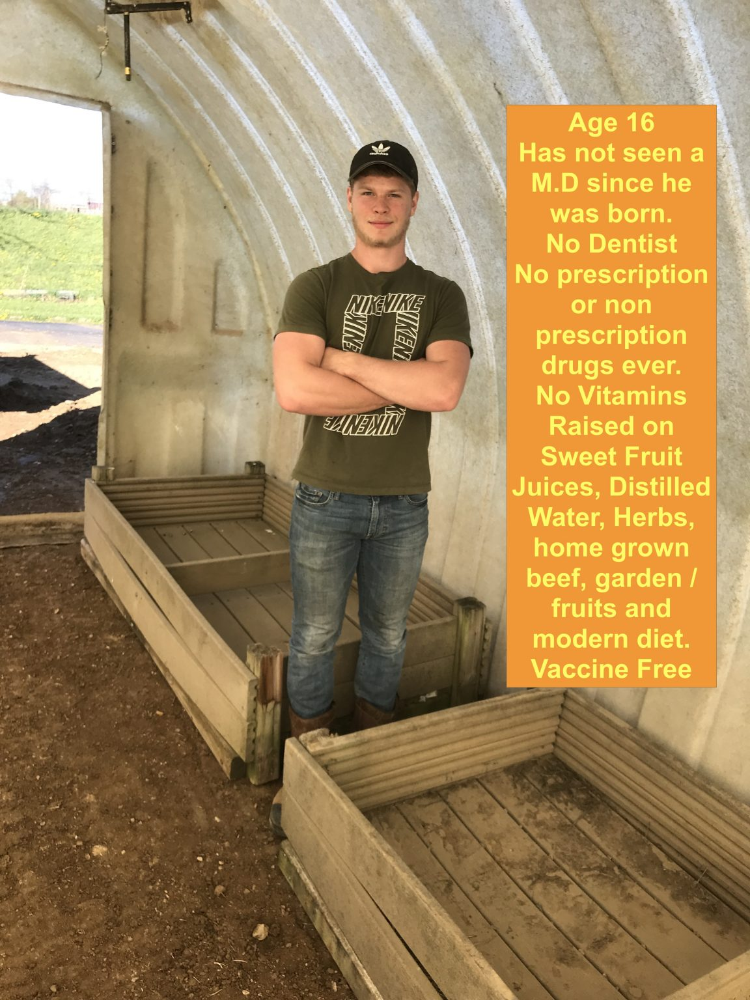 adidas
NIKENIKE
NIKENIKE
Age 16
Has not seen a
M.D since he
was born.
No Dentist
No prescription
or non
prescription
drugs ever.
No Vitamins
Raised on
Sweet Fruit
Juices, Distilled
Water, Herbs,
home grown
beef, garden /
fruits and
modern diet.
Vaccine Free